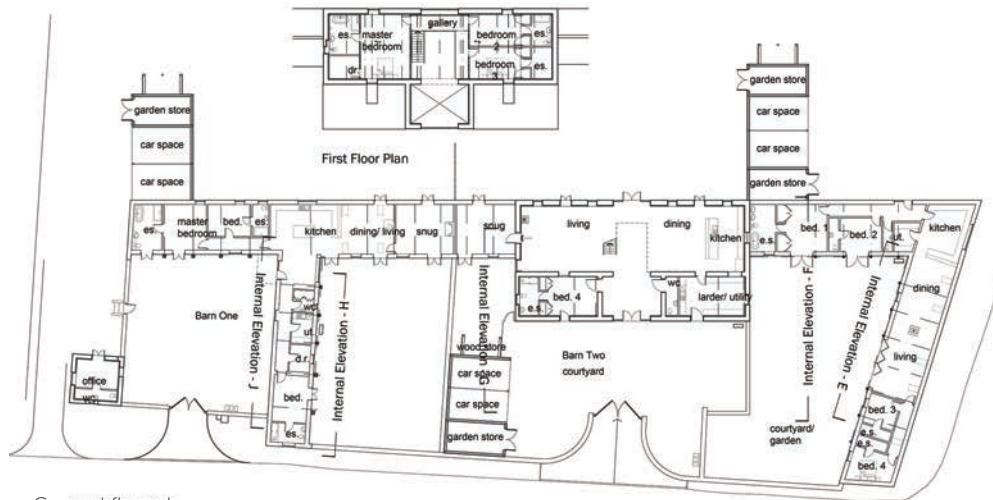 gallery
es.
master
bedroom
bedroom
2
es.
dr.
bedroom
3
es.
garden store
car space
car space
First Floor Plan
garden store
car space
car space
garden store
es.
master
bedroom
bed.
es.
kitchen
dining/ living
snug
snug
living
dining
kitchen
e.s.
bed. 1
bed. 2
ut.
kitchen
dining
living
bed. 3
e.s.
e.s.
bed. 4
Barn One
office
wc
Internal Elevation - J
wc
ut.
d.r.
bed.
es.
Internal Elevation - H
Internal Elevation - G
wood store
car space
car space
garden store
e.s.
bed. 4
wc
larder/ utility
Barn Two
courtyard
Internal Elevation - F
Internal Elevation - E
courtyard/
garden